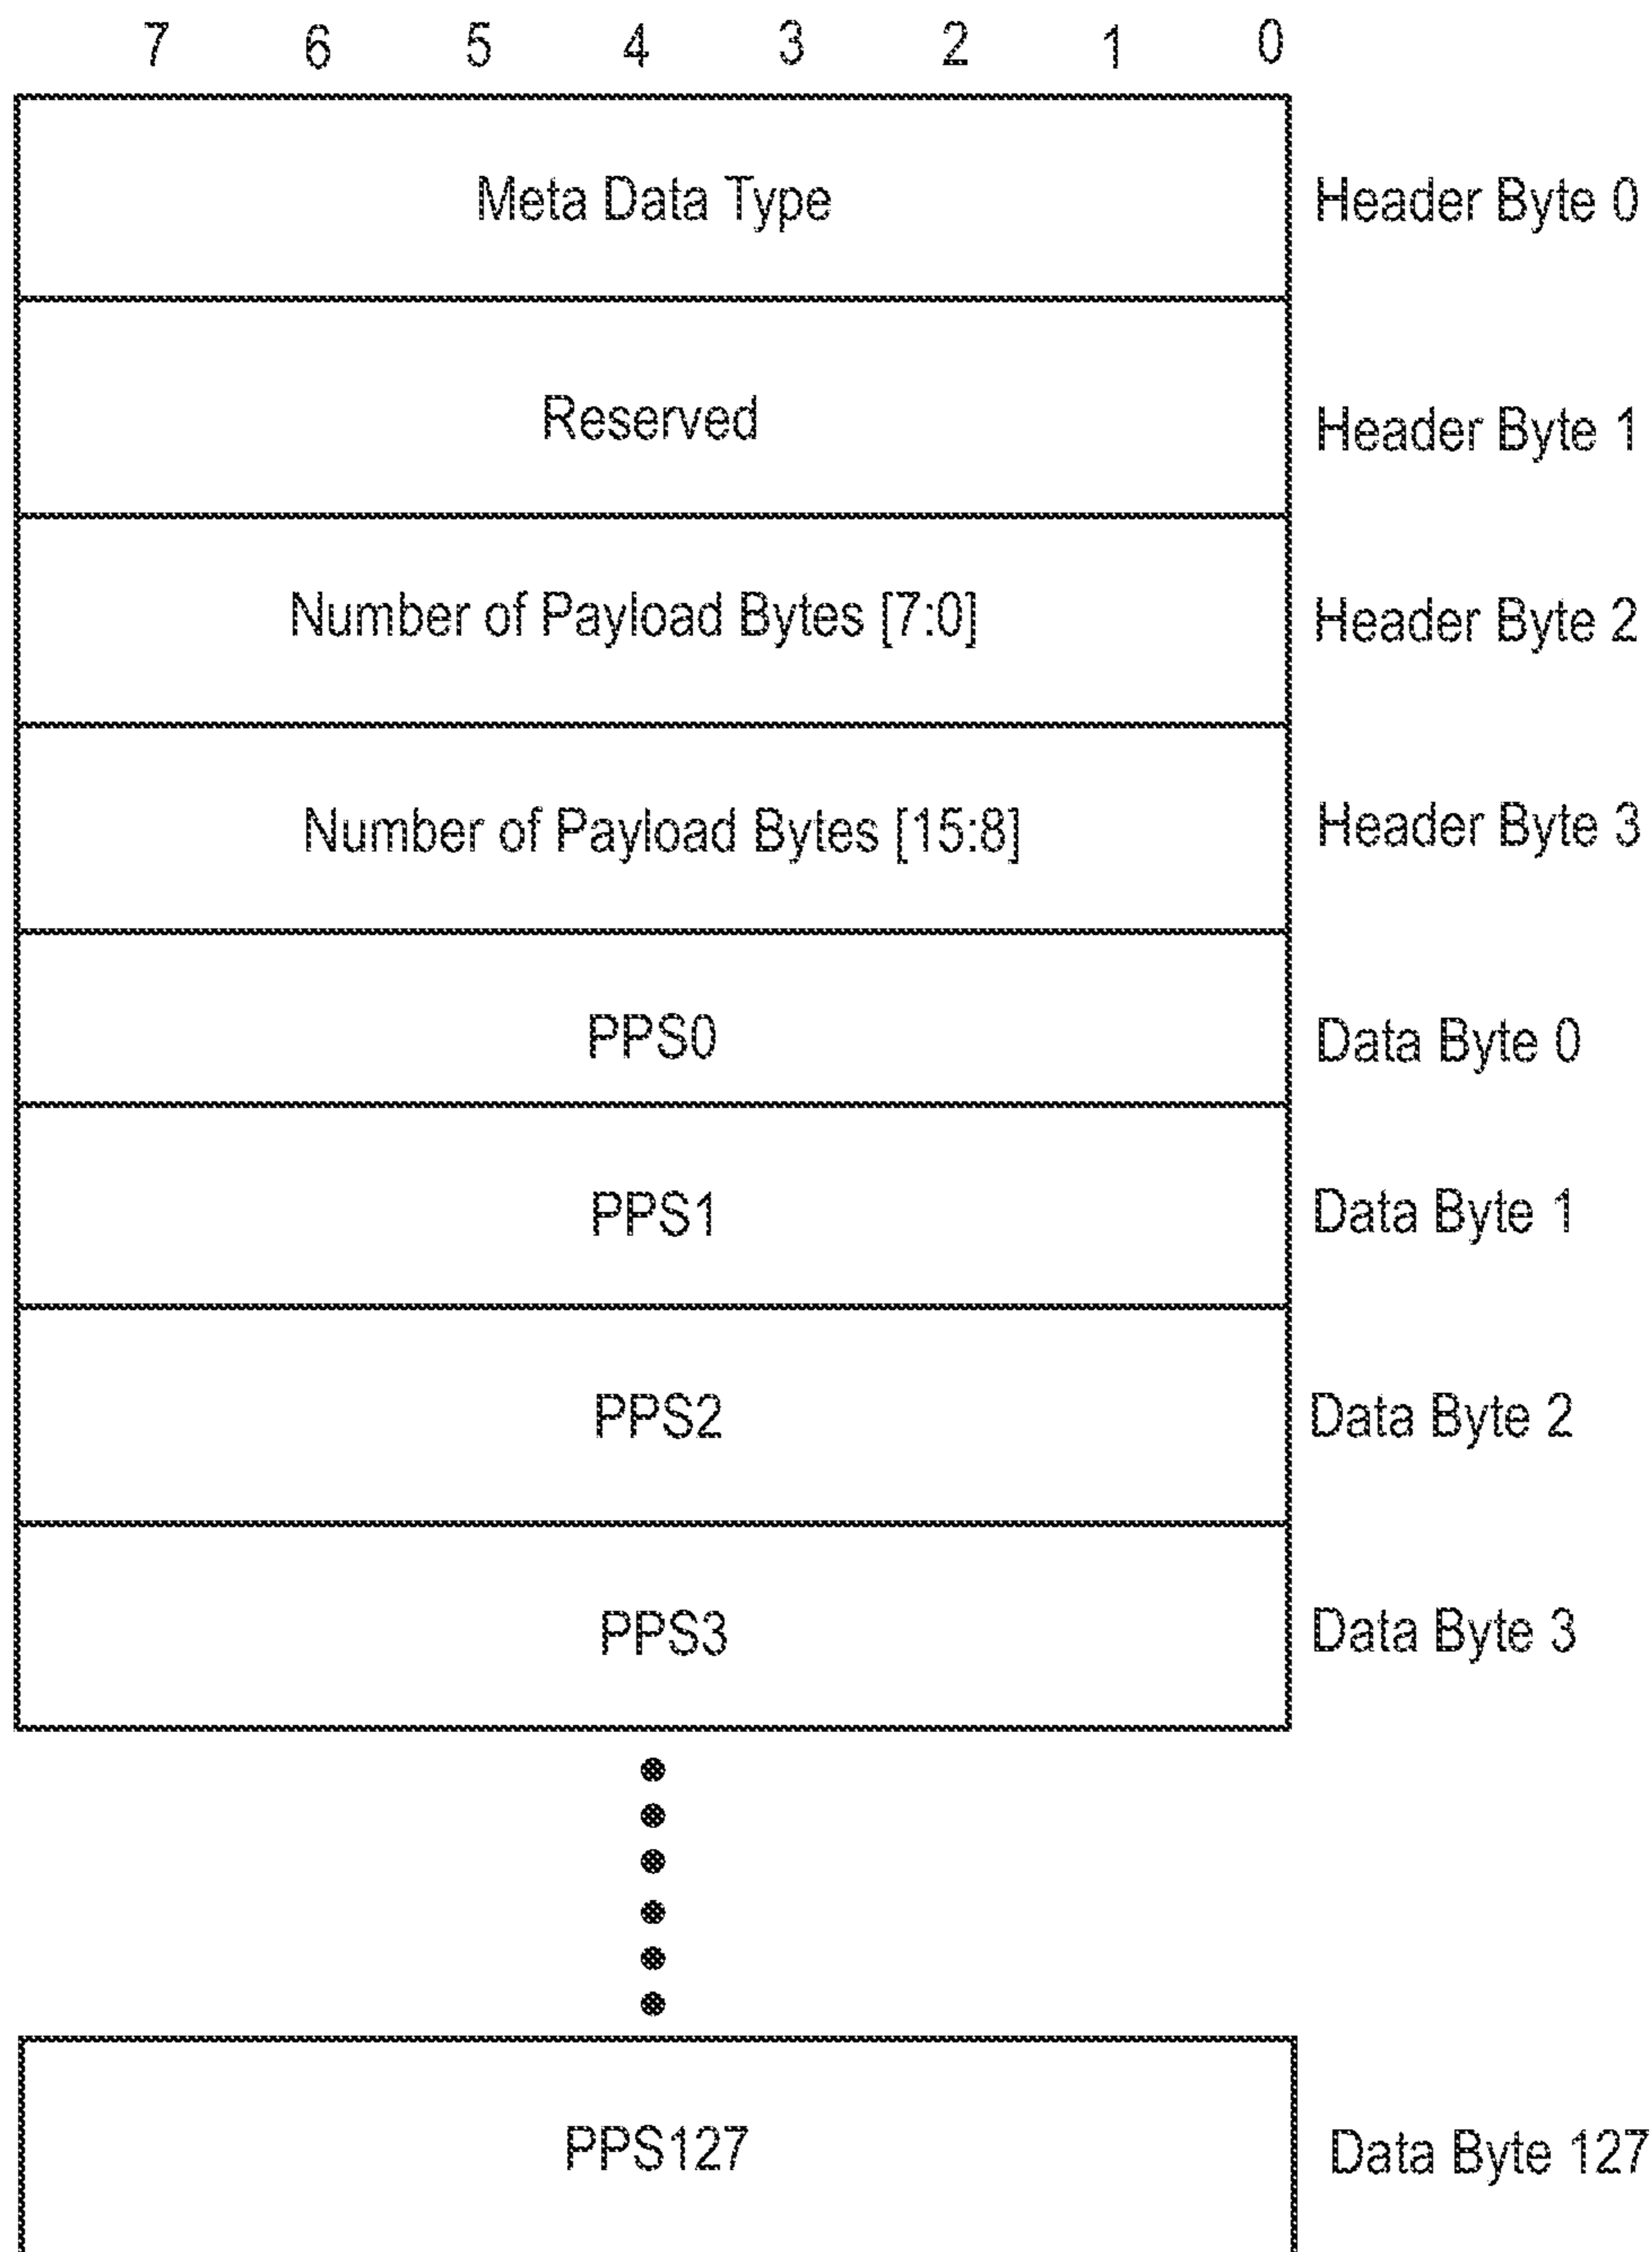 7 6 5 4 3 2 1 0
Meta Data Type Header Byte 0
Reserved Header Byte 1
Number of Payload Bytes [7:0] Header Byte 2
Number of Payload Bytes [15:8] Header Byte 3
PPS0 Data Byte 0
PPS1 Data Byte 1
PPS2 Data Byte 2
PPS3 Data Byte 3
PPS127 Data Byte 127